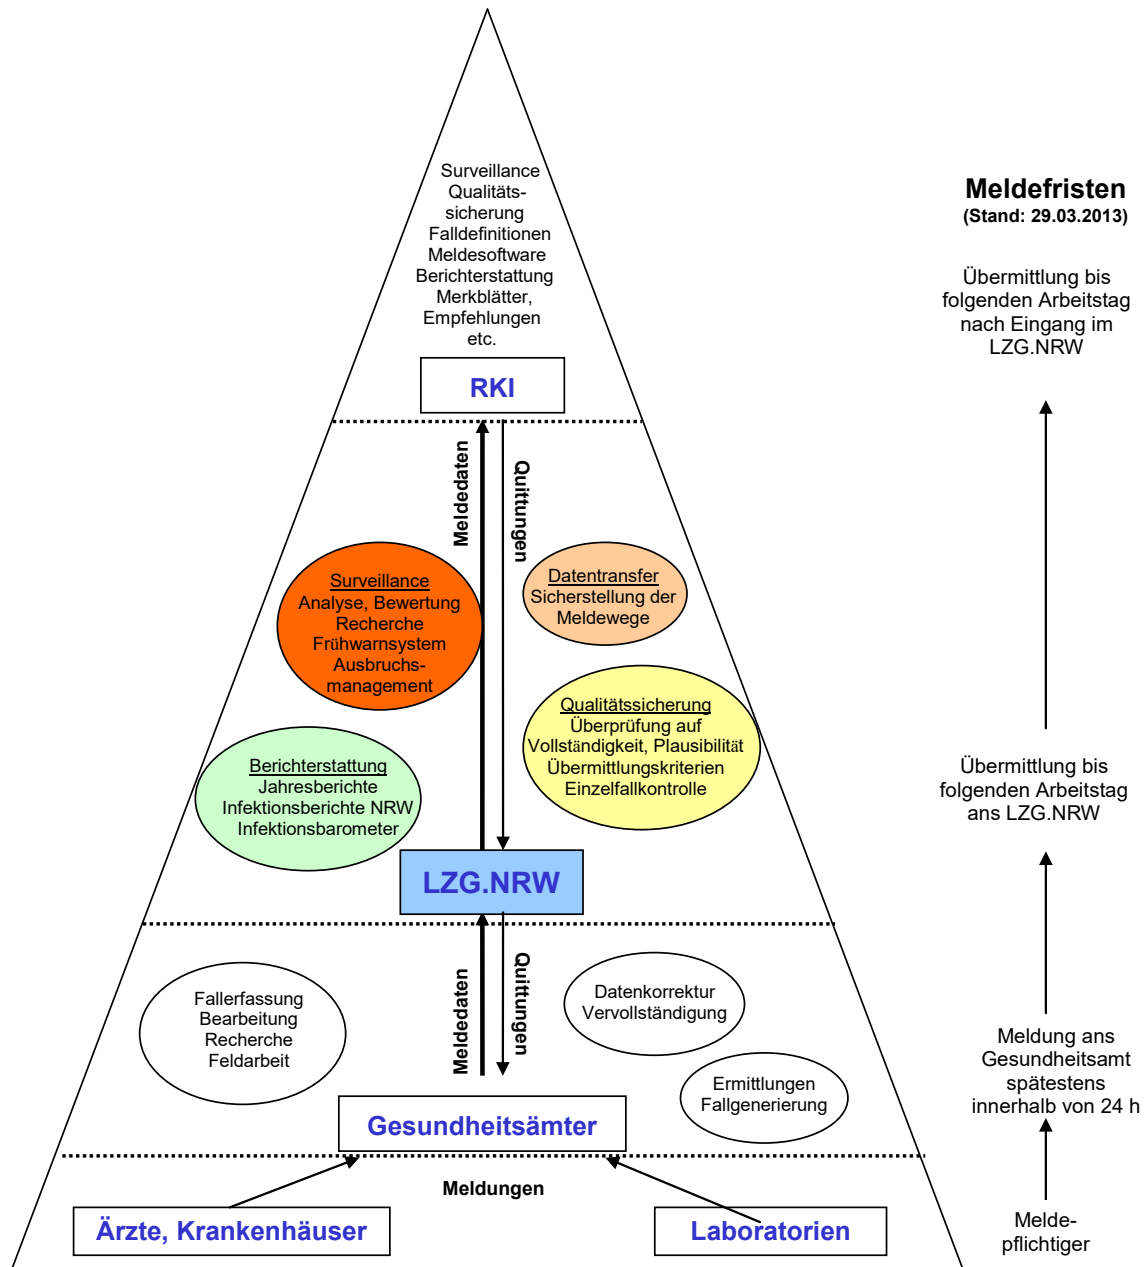 Surveillance
Qualitäts-
sicherung
Falldefinitionen
Meldesoftware
Berichterstattung
Merkblätter,
Empfehlungen
etc.
RKI
Meldefristen
(Stand: 29.03.2013)
Übermittlung bis
folgenden Arbeitstag
nach Eingang im
LZG.NRW
Meldedaten
Quittungen
Surveillance
Analyse, Bewertung
Recherche
Frühwarnsystem
Ausbruchs-
management
Datentransfer
Sicherstellung der
Meldewege
Qualitätssicherung
Überprüfung auf
Vollständigkeit, Plausibilität
Übermittlungskriterien
Einzelfallkontrolle
Berichterstattung
Jahresberichte
Infektionsberichte NRW
Infektionsbarometer
Übermittlung bis
folgenden Arbeitstag
ans LZG.NRW
LZG.NRW
Meldedaten
Quittungen
Fallerfassung
Bearbeitung
Recherche
Feldarbeit
Datenkorrektur
Vervollständigung
Ermittlungen
Fallgenerierung
Meldung ans
Gesundheitsamt
spätestens
innerhalb von 24 h
Gesundheitsämter
Meldungen
Ärzte, Krankenhäuser
Laboratorien
Melde-
pflichtiger